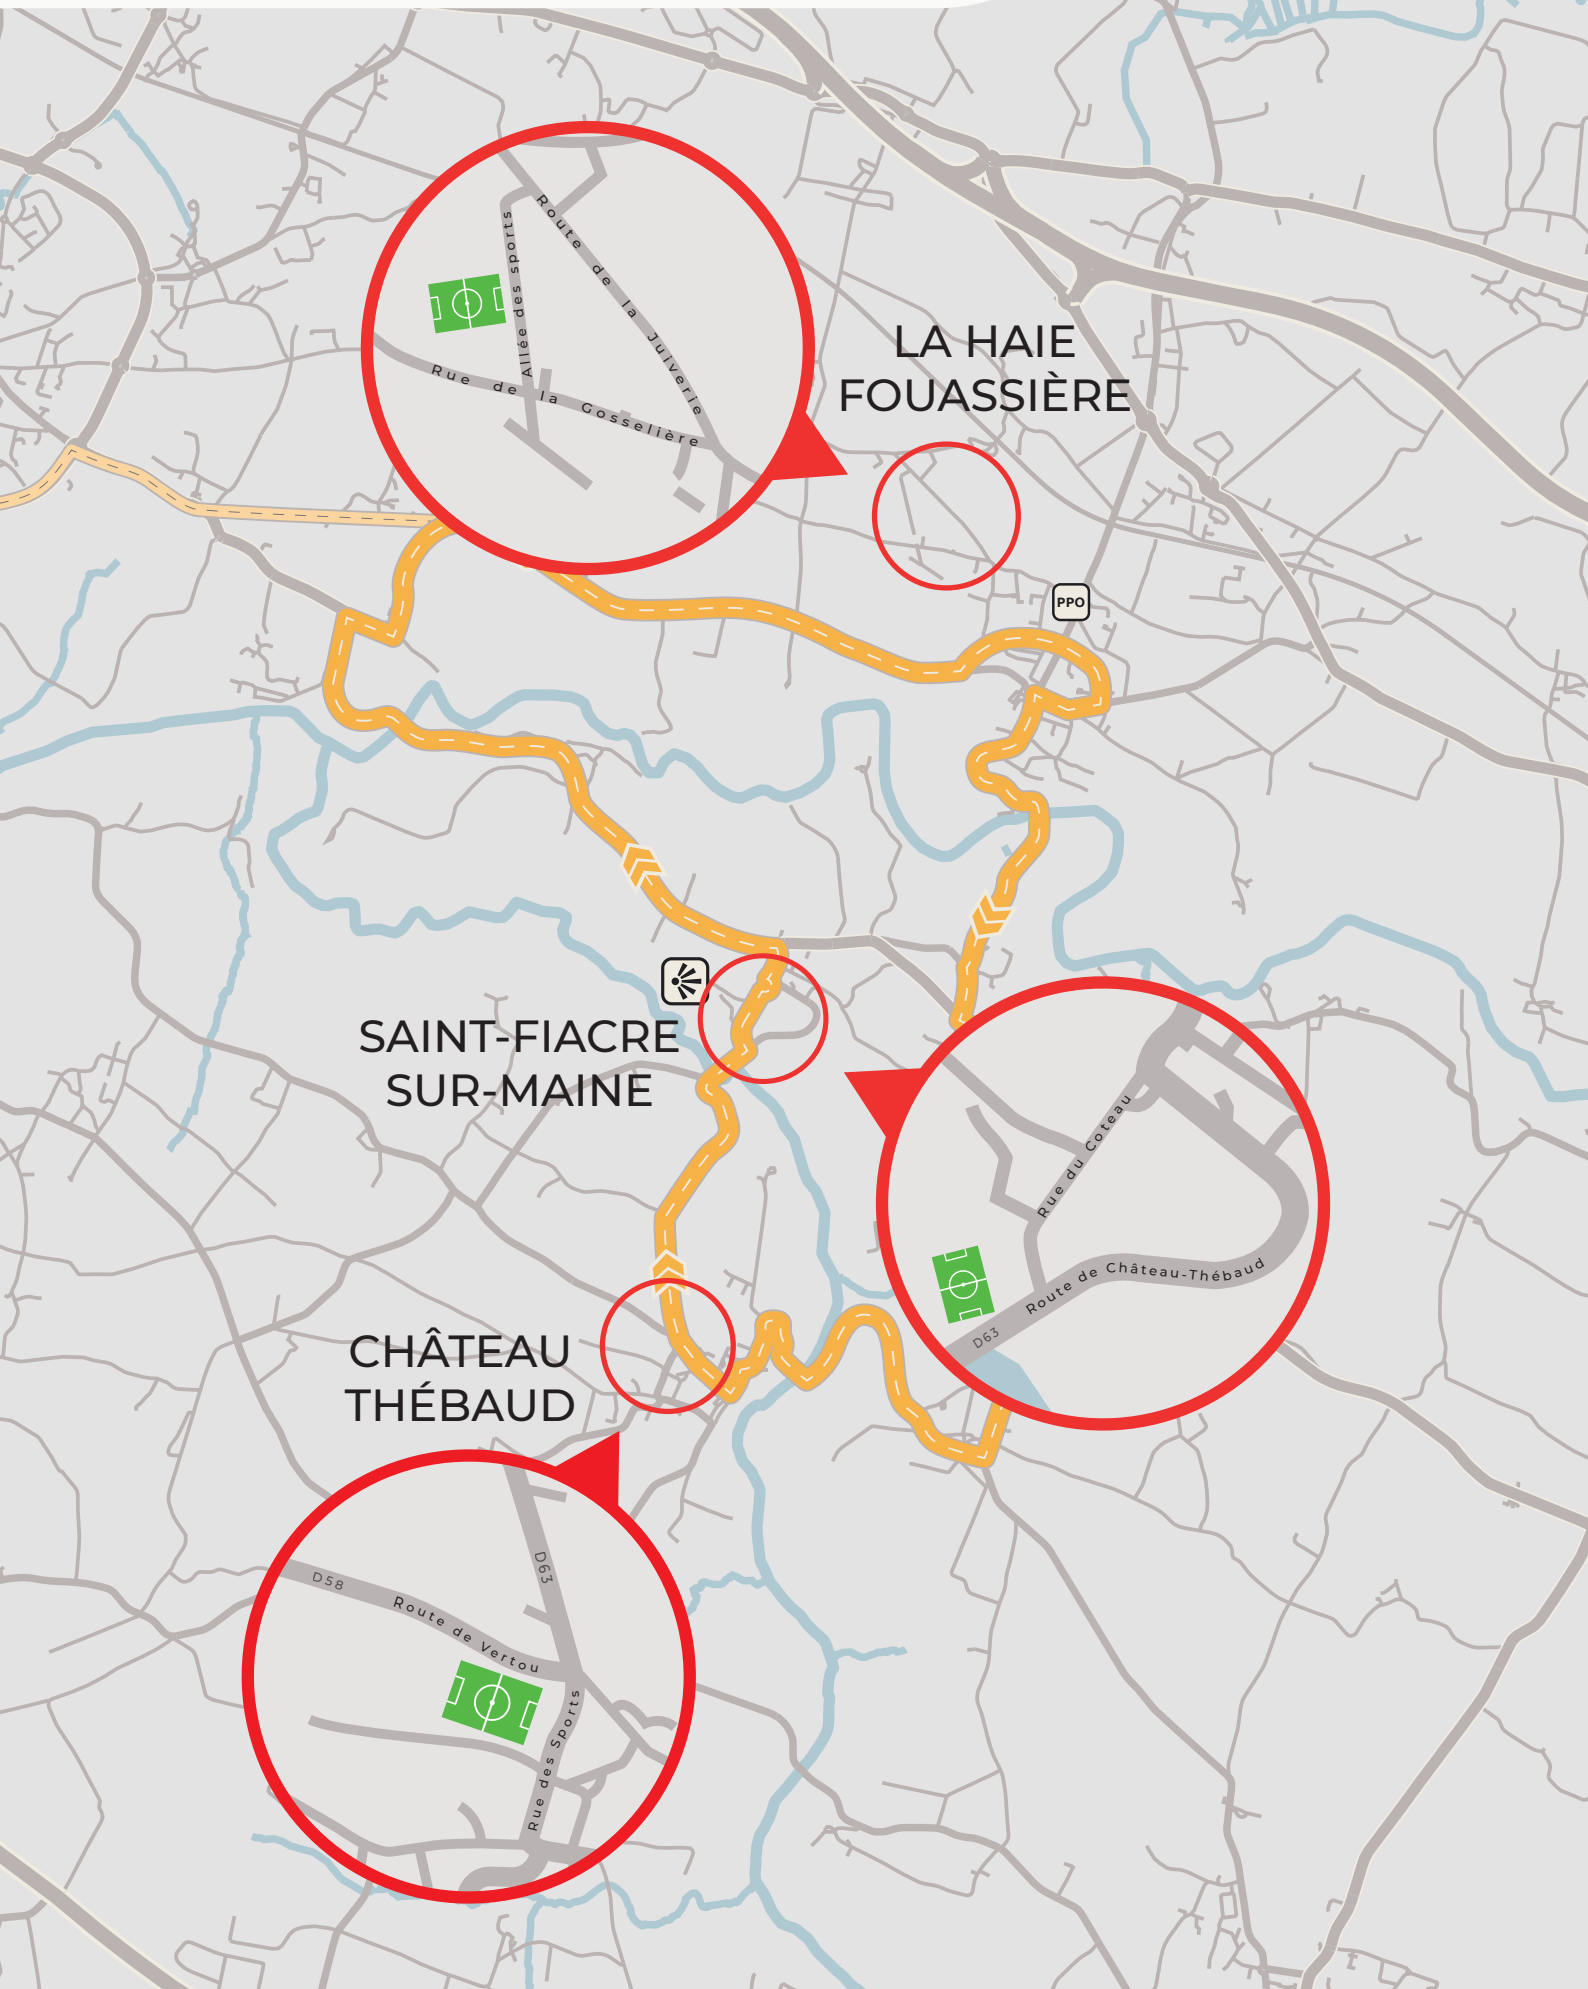 Allée des sports
Route de la Juiverie
Rue de la Gosselière
LA HAIE
FOUASSIÈRE
PPO
SAINT-FIACRE
SUR-MAINE
Rue du Coteau
Route de Château-Thébaud
D63
CHÂTEAU
THÉBAUD
D63
D58
Route de Vertou
Rue des Sports